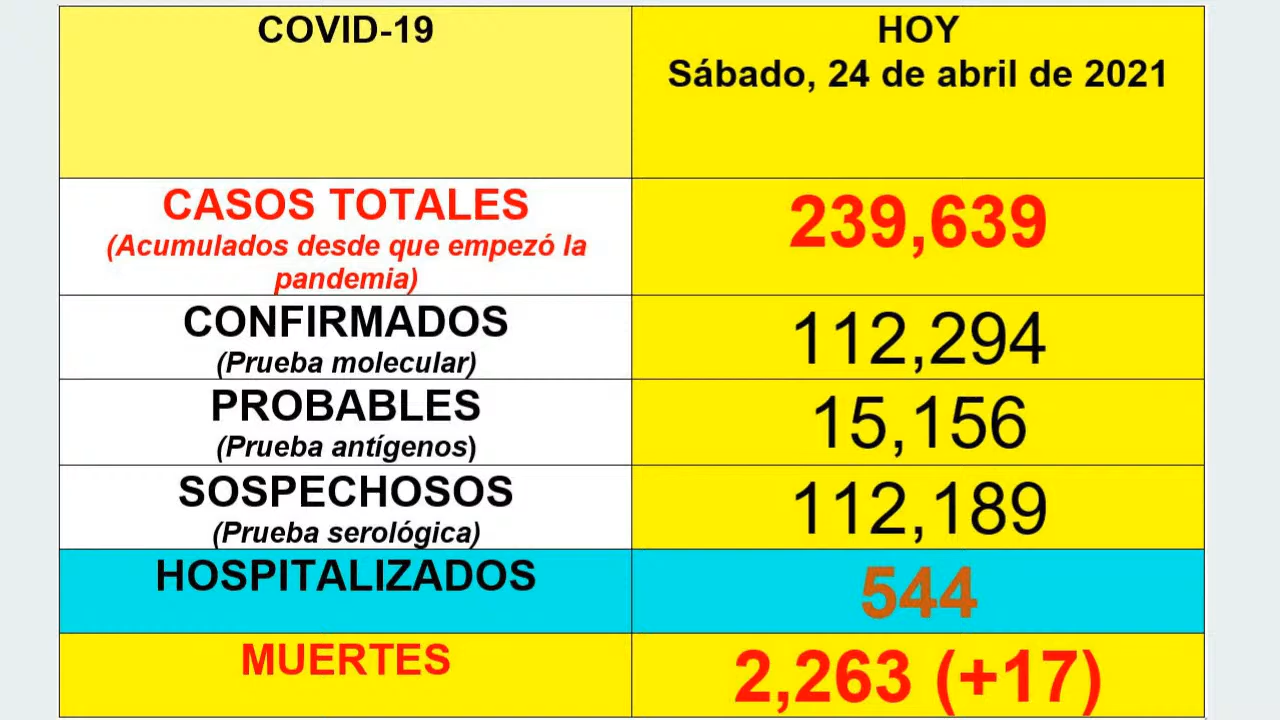 COVID-19
HOY
Sábado, 24 de abril de 2021
CASOS TOTALES
(Acumulados desde que empezó la
pandemia)
239,639
CONFIRMADOS
(Prueba molecular)
112,294
PROBABLES
(Prueba antígenos)
15,156
SOSPECHOSOS
(Prueba serológica)
112,189
HOSPITALIZADOS
544
MUERTES
2,263 (+17)